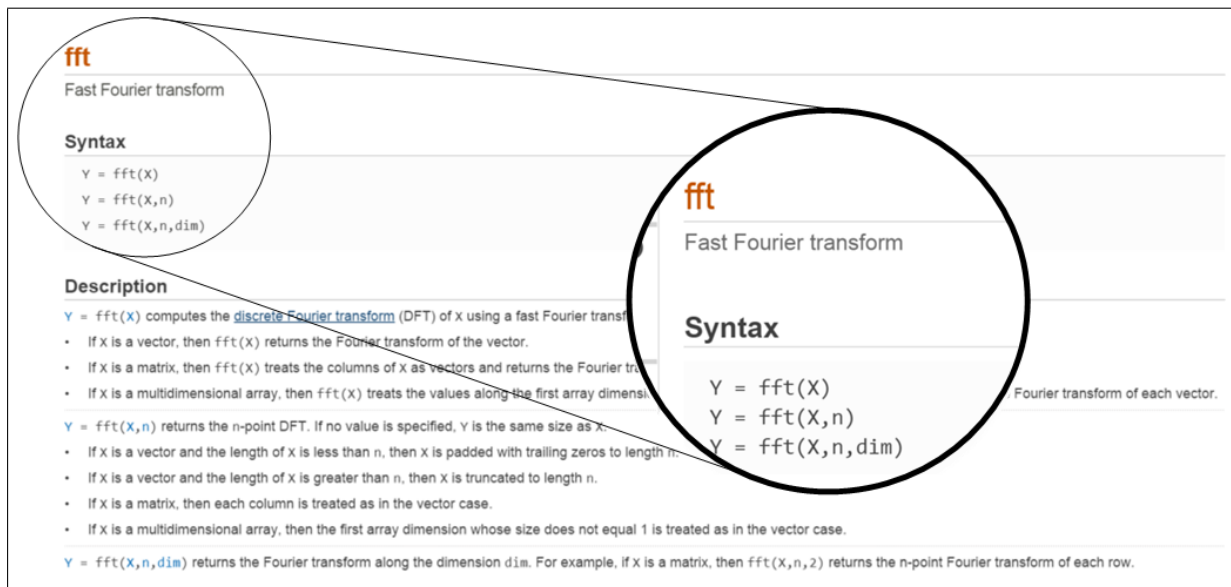 fft
Fast Fourier transform
Syntax
Y = fft(X)
Y = fft(X,n)
Y = fft(X,n,dim)
Description
Y = fft(X) computes the discrete Fourier transform (DFT) of X using a fast Fourier transf
• If X is a vector, then fft(X) returns the Fourier transform of the vector.
• If X is a matrix, then fft(X) treats the columns of X as vectors and returns the Fourier
• If X is a multidimensional array, then fft(X) treats the values along the first array Fourier transform of each vector.
Y = fft(X,n) returns the n-point DFT. If no value is specified, Y is the same size as X.
• If X is a vector and the length of X is less than n, then X is padded with trailing zeros to length n.
• If X is a vector and the length of X is greater than n, then X is truncated to length n.
• If X is a matrix, then each column is treated as in the vector case.
• If X is a multidimensional array, then the first array dimension whose size does not equal 1 is treated as in the vector case.
Y = fft(X,n,dim) returns the Fourier transform along the dimension dim. For example, if X is a matrix, then fft(X,n,2) returns the n-point Fourier transform of each row.
fft
Fast Fourier transform
Syntax
Y = fft(X)
Y = fft(X,n)
Y = fft(X,n,dim)